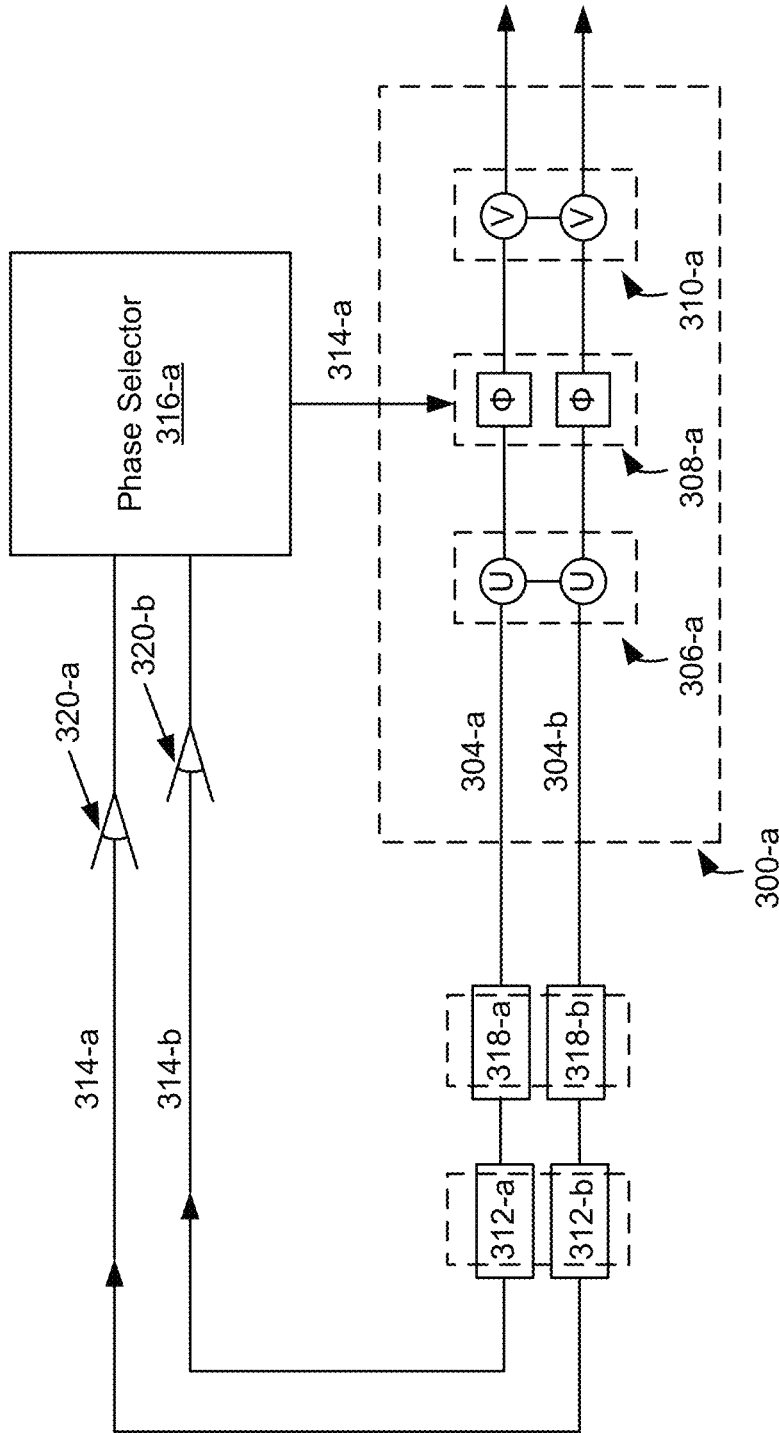 Phase Selector
316-a
320-a
320-b
314-a
314-b
314-a
304-a
304-b
312-a
312-b
318-a
318-b
U
U
Φ
Φ
V
V
306-a
308-a
310-a
300-a